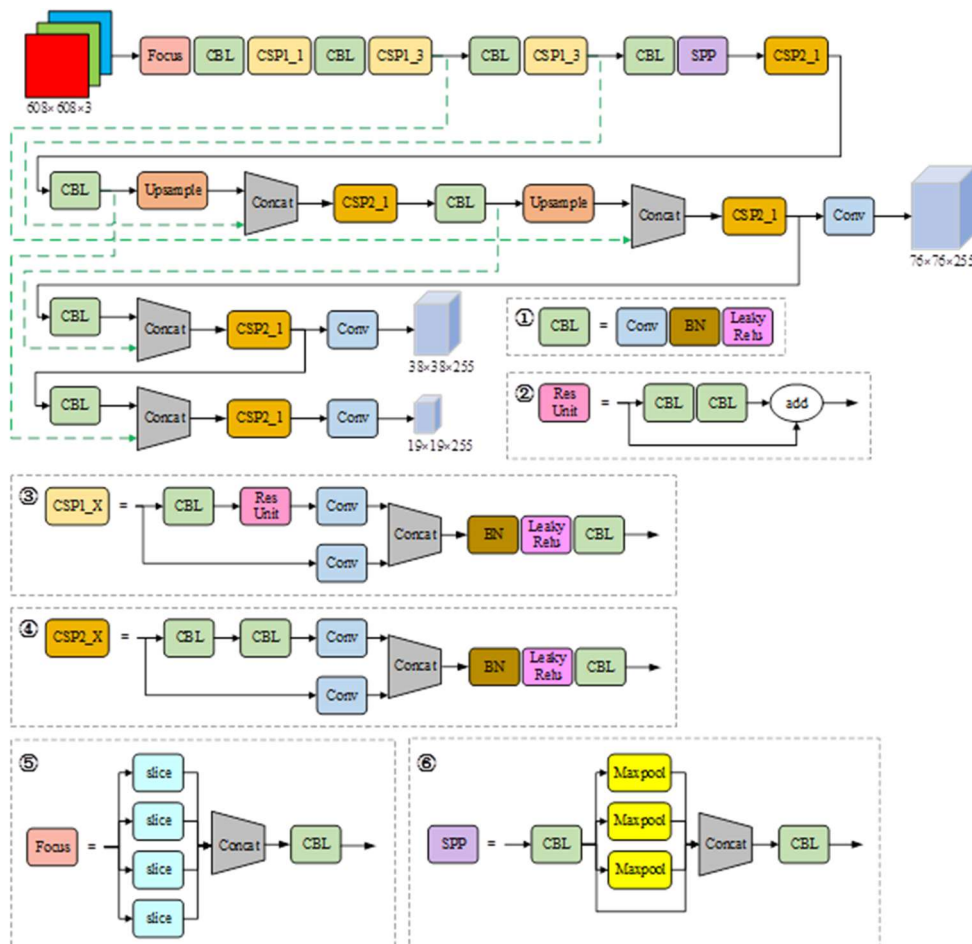 Focus CBL CSP1_1 CBL CSP1_3 CBL CSP1_3 CBL SPP CSP2_1
608×608×3
CBL Upsample Concat CSP2_1 CBL Upsample Concat CSP2_1 Conv
76×76×255
CBL Concat CSP2_1 Conv
38×38×255
① CBL = Conv BN Leaky
Relu
CBL Concat CSP2_1 Conv
19×19×255
② Res
Unit = CBL CBL add
③ CSP1_X = CBL Res
Unit Conv
Conv
Concat BN Leaky
Relu CBL
④ CSP2_X = CBL CBL Conv
Conv
Concat BN Leaky
Relu CBL
⑤
Focus =
slice
slice
slice
slice
Concat CBL
⑥
SPP = CBL
Maxpool
Maxpool
Maxpool
Concat CBL